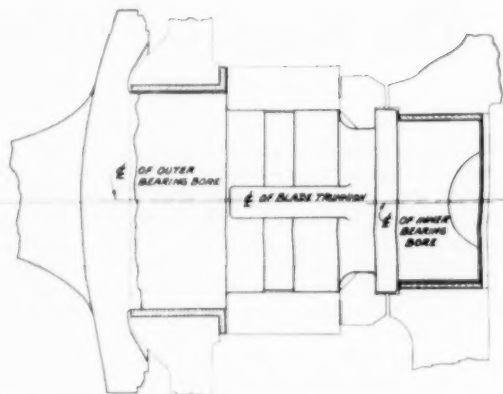 ℄ OF OUTER
BEARING BORE
℄ OF BLADE TRUNNION
℄ OF INNER
BEARING
BORE